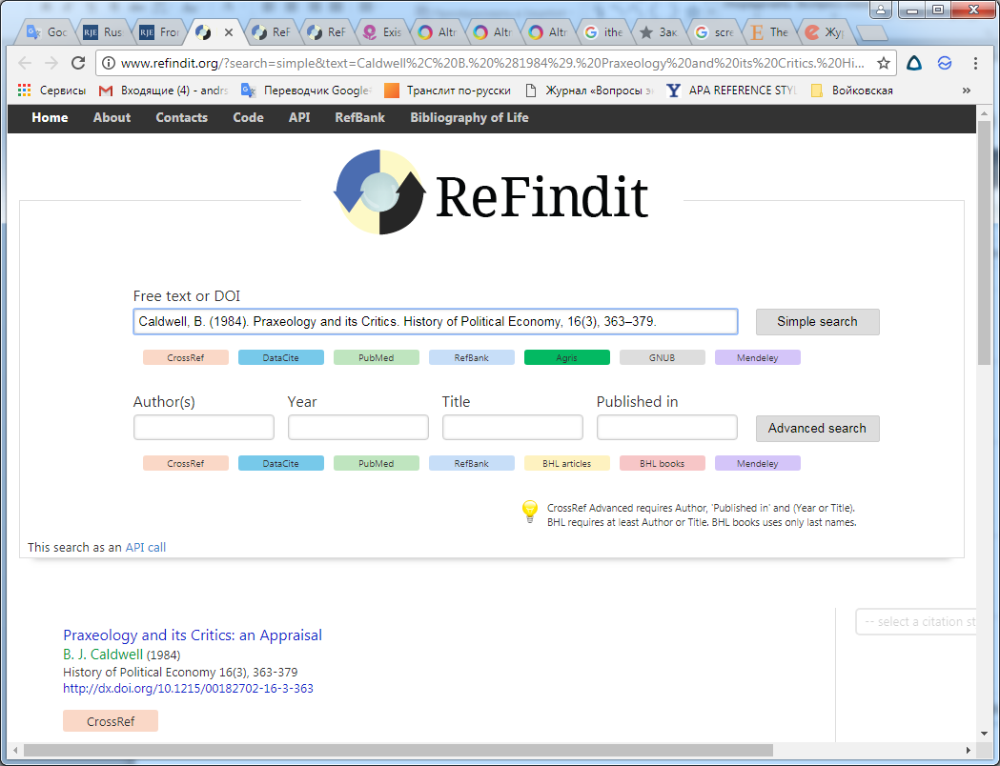 Goc
RJE Rus
RJE Fror
ReF
ReF
Exis
Altr
Altr
Altr
ithe
Зак
scre
The
Жур
www.refindit.org/?search=simple&text=Caldwell%2C%20B.%20%281984%29.%20Praxeology%20and%20its%20Critics.%20Hi...
Сервисы
Входящие (4) - andrs
Переводчик Google
Транслит по-русски
Журнал «Вопросы э
APA REFERENCE STYL
Войковская
»
Home About Contacts Code API RefBank Bibliography of Life
ReFindit
Free text or DOI
Caldwell, B. (1984). Praxeology and its Critics. History of Political Economy, 16(3), 363–379.
Simple search
CrossRef DataCite PubMed RefBank Agris GNUB Mendeley
Author(s) Year Title Published in
Advanced search
CrossRef DataCite PubMed RefBank BHL articles BHL books Mendeley
CrossRef Advanced requires Author, 'Published in' and (Year or Title).
BHL requires at least Author or Title. BHL books uses only last names.
This search as an API call
-- select a citation st
Praxeology and its Critics: an Appraisal
B. J. Caldwell (1984)
History of Political Economy 16(3), 363-379
http://dx.doi.org/10.1215/00182702-16-3-363
CrossRef